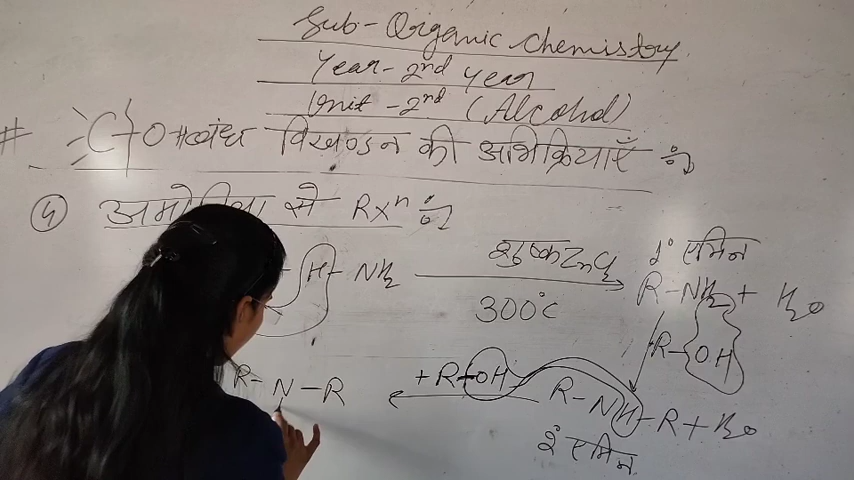 Sub-Organic Chemistry
Year-2nd Year
Unit-2nd (Alcohol)
# C-O बंध विखण्डन की अभिक्रियाएँ :-
④ अमोनिया से Rxn :-
H-NH2 शुष्क ZnCl2 300°C 1° एमिन R-NH2 + H2O
R-OH
R-N-R +R-OH R-NH-R+H2O
2° एमिन